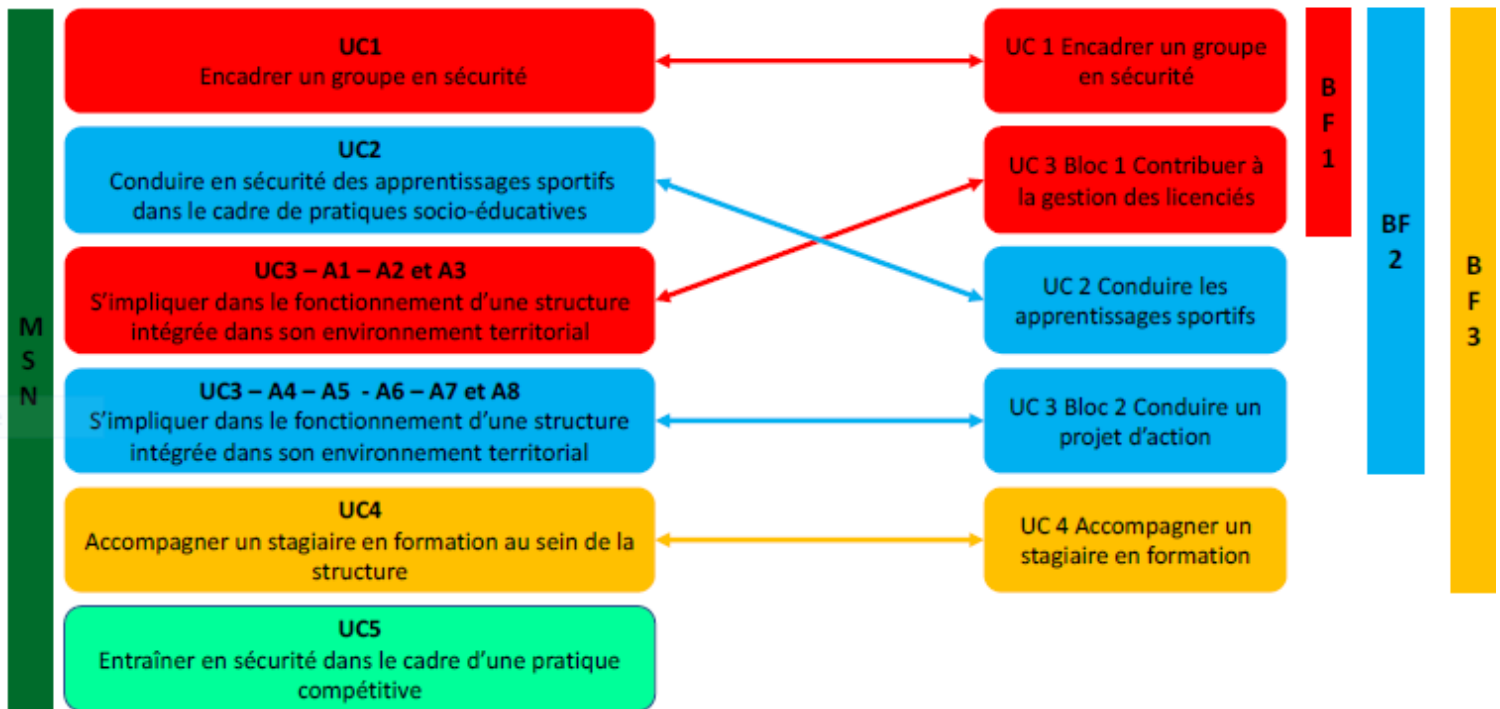 MSN
UC1
Encadrer un groupe en sécurité
UC2
Conduire en sécurité des apprentissages sportifs
dans le cadre de pratiques socio-éducatives
UC3 – A1 – A2 et A3
S'impliquer dans le fonctionnement d'une structure
intégrée dans son environnement territorial
UC3 – A4 – A5 - A6 – A7 et A8
S'impliquer dans le fonctionnement d'une structure
intégrée dans son environnement territorial
UC4
Accompagner un stagiaire en formation au sein de la
structure
UC5
Entraîner en sécurité dans le cadre d'une pratique
compétitive
UC 1 Encadrer un groupe
en sécurité
UC 3 Bloc 1 Contribuer à
la gestion des licenciés
UC 2 Conduire les
apprentissages sportifs
UC 3 Bloc 2 Conduire un
projet d'action
UC 4 Accompagner un
stagiaire en formation
B
F
1
BF
2
B
F
3